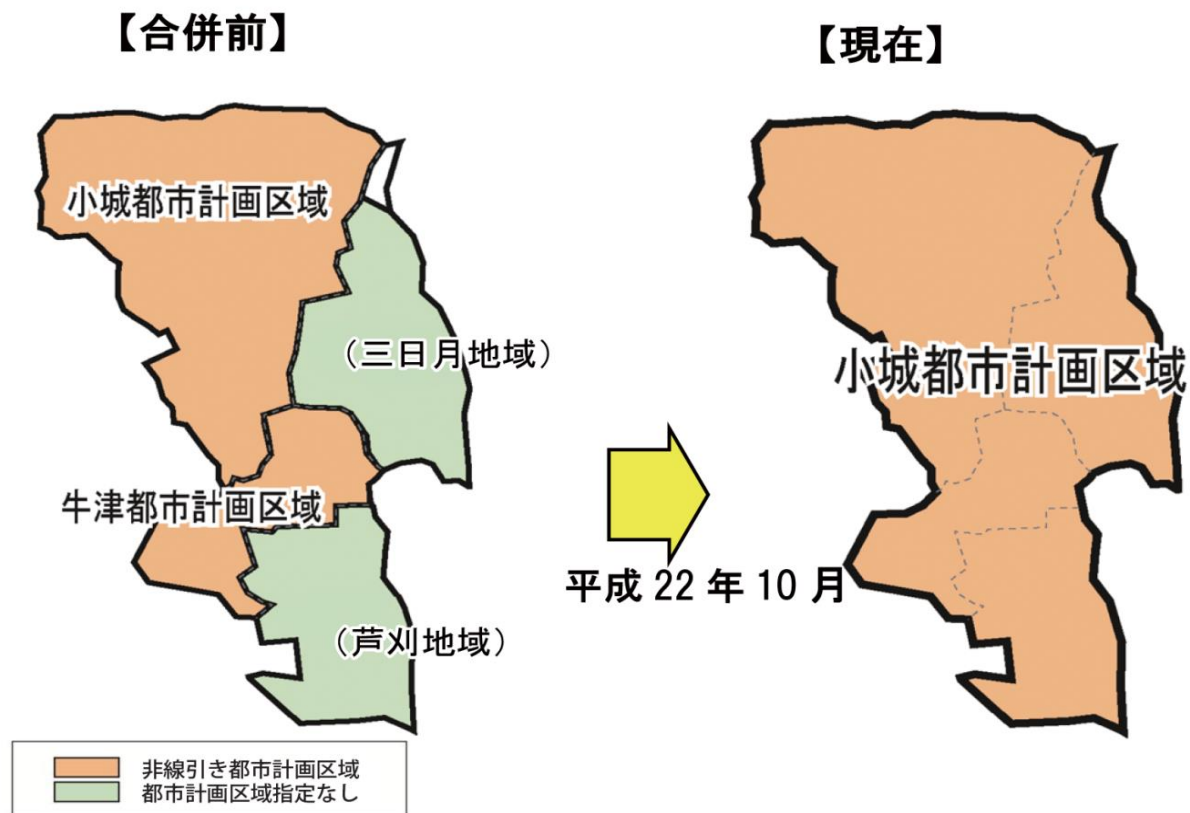 【合併前】
【現在】
小城都市計画区域
（三日月地域）
牛津都市計画区域
（芦刈地域）
小城都市計画区域
平成 22 年 10 月
非線引き都市計画区域
都市計画区域指定なし